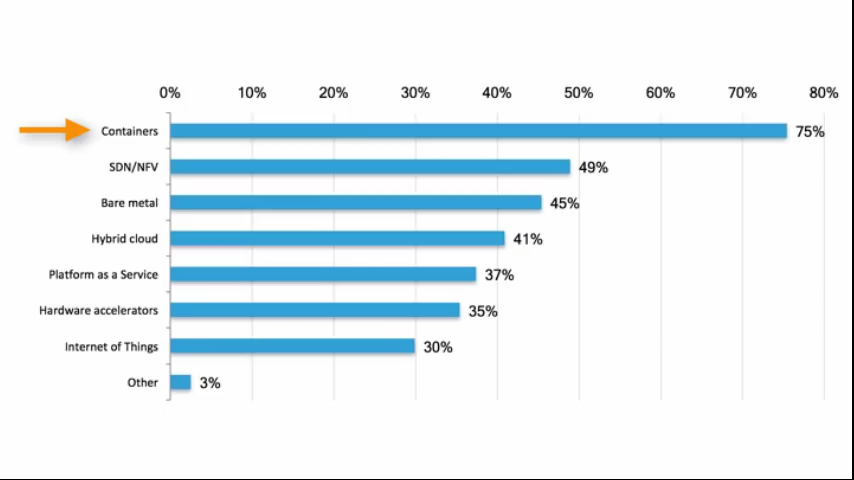 0% 10% 20% 30% 40% 50% 60% 70% 80%
Containers 75%
SDN/NFV 49%
Bare metal 45%
Hybrid cloud 41%
Platform as a Service 37%
Hardware accelerators 35%
Internet of Things 30%
Other 3%